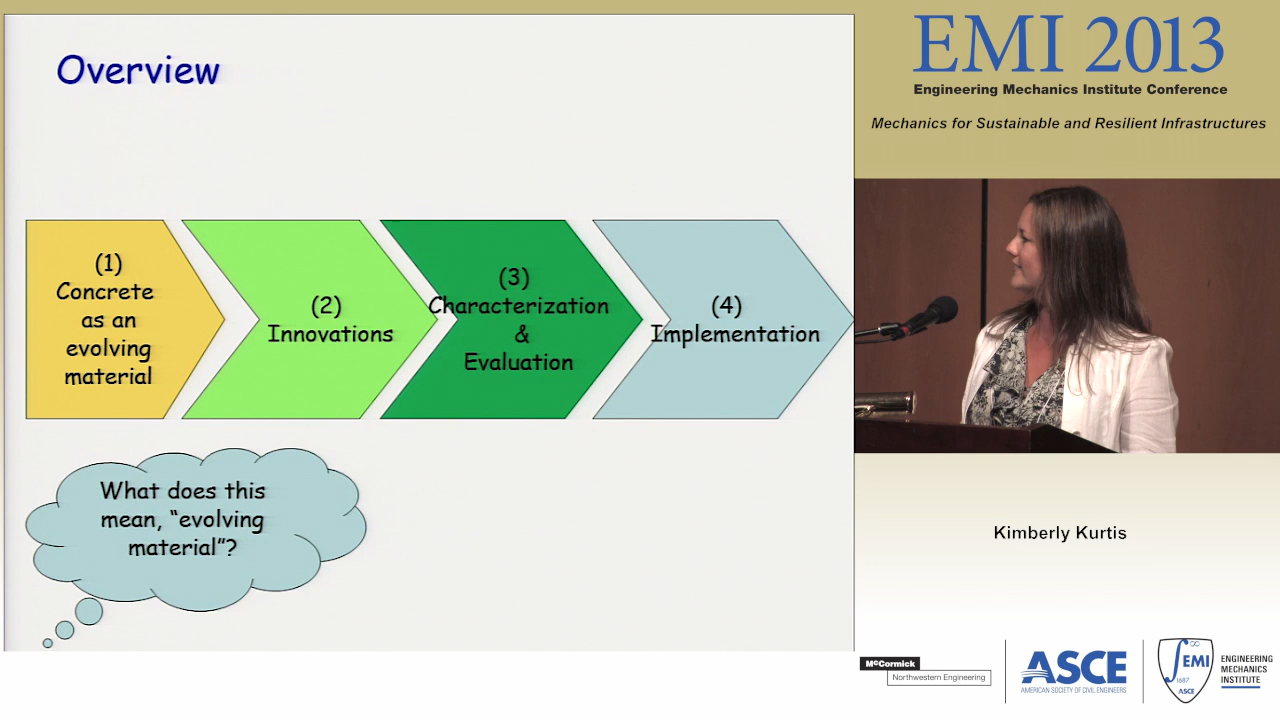 Overview
(1)
Concrete
as an
evolving
material
(2)
Innovations
(3)
Characterization
&
Evaluation
(4)
Implementation
What does this
mean, “evolving
material”?
EMI 2013
Engineering Mechanics Institute Conference
Mechanics for Sustainable and Resilient Infrastructures
Kimberly Kurtis
McCormick
Northwestern Engineering
ASCE
AMERICAN SOCIETY OF CIVIL ENGINEERS
EMI
1687
ASCE
ENGINEERING
MECHANICS
INSTITUTE